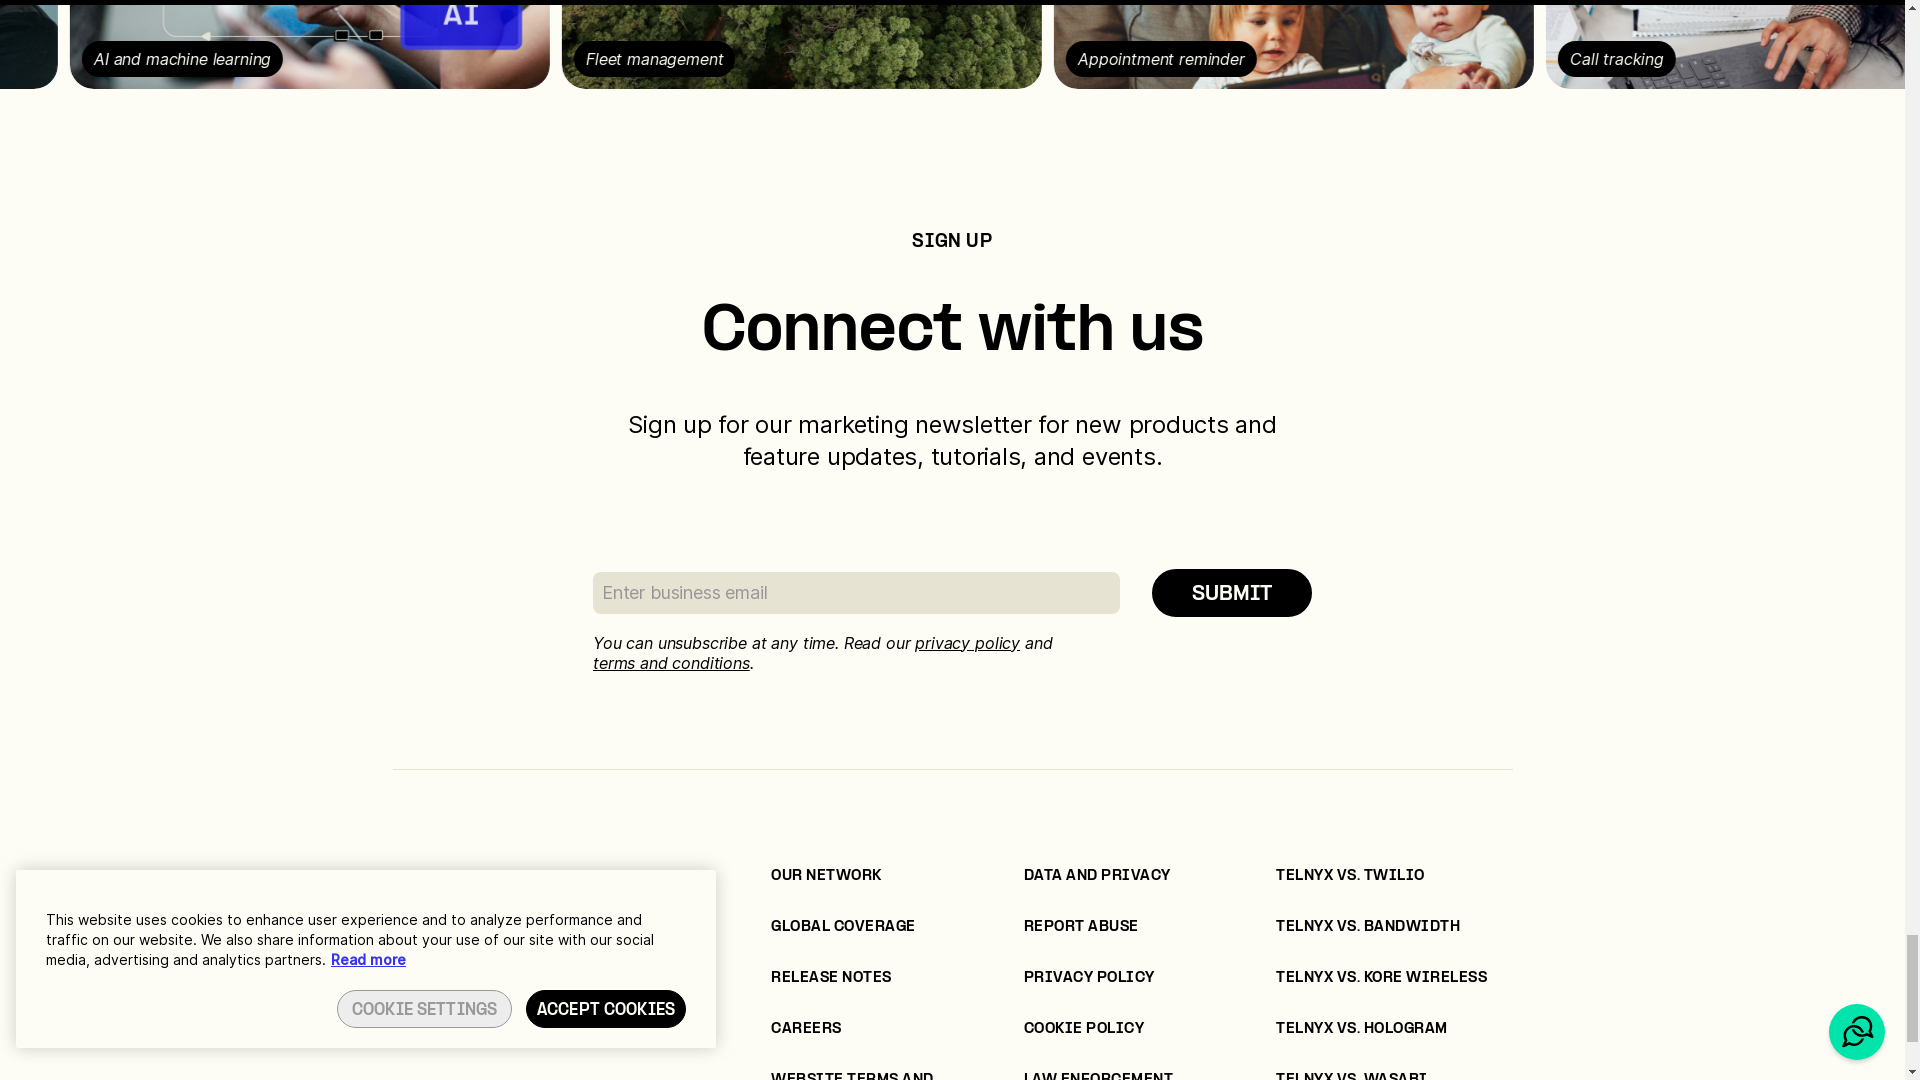 AI
AI and machine learning
Fleet management
Appointment reminder
Call tracking
SIGN UP
Connect with us
Sign up for our marketing newsletter for new products and
feature updates, tutorials, and events.
Enter business email
SUBMIT
You can unsubscribe at any time. Read our privacy policy and
terms and conditions.
OUR NETWORK
DATA AND PRIVACY
TELNYX VS. TWILIO
GLOBAL COVERAGE
REPORT ABUSE
TELNYX VS. BANDWIDTH
RELEASE NOTES
PRIVACY POLICY
TELNYX VS. KORE WIRELESS
CAREERS
COOKIE POLICY
TELNYX VS. HOLOGRAM
WEBSITE TERMS AND
LAW ENFORCEMENT
TELNYX VS. WASABI
This website uses cookies to enhance user experience and to analyze performance and
traffic on our website. We also share information about your use of our site with our social
media, advertising and analytics partners. Read more
COOKIE SETTINGS
ACCEPT COOKIES